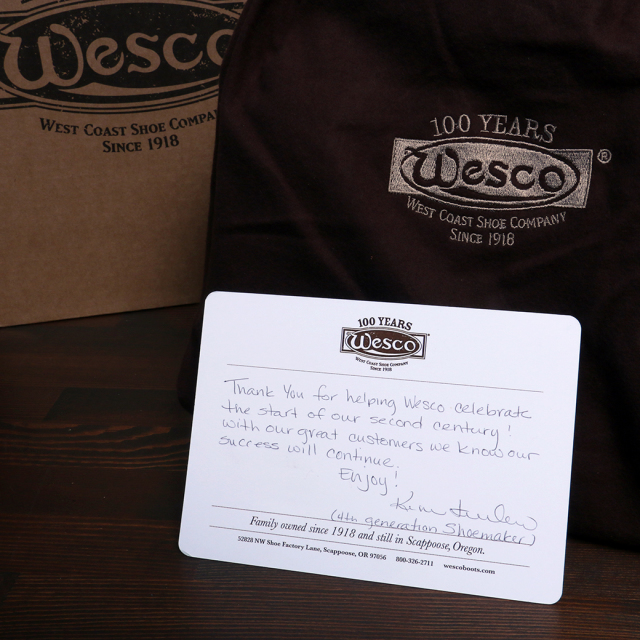 Wesco
WEST COAST SHOE COMPAN
SINCE 1918
100 YEARS
Wesco®
WEST COAST SHOE COMPANY
SINCE 1918
100 YEARS
Wesco
WEST COAST SHOE COMPANY
SINCE 1918
Thank You for helping Wesco celebrate
the start of our second century!
With our great customers we know our
success will continue.
Enjoy!
(4th generation Shoemaker)
Family owned since 1918 and still in Scappoose, Oregon.
52828 NW Shoe Factory Lane, Scappoose, OR 97056 800-326-2711 wescoboots.com